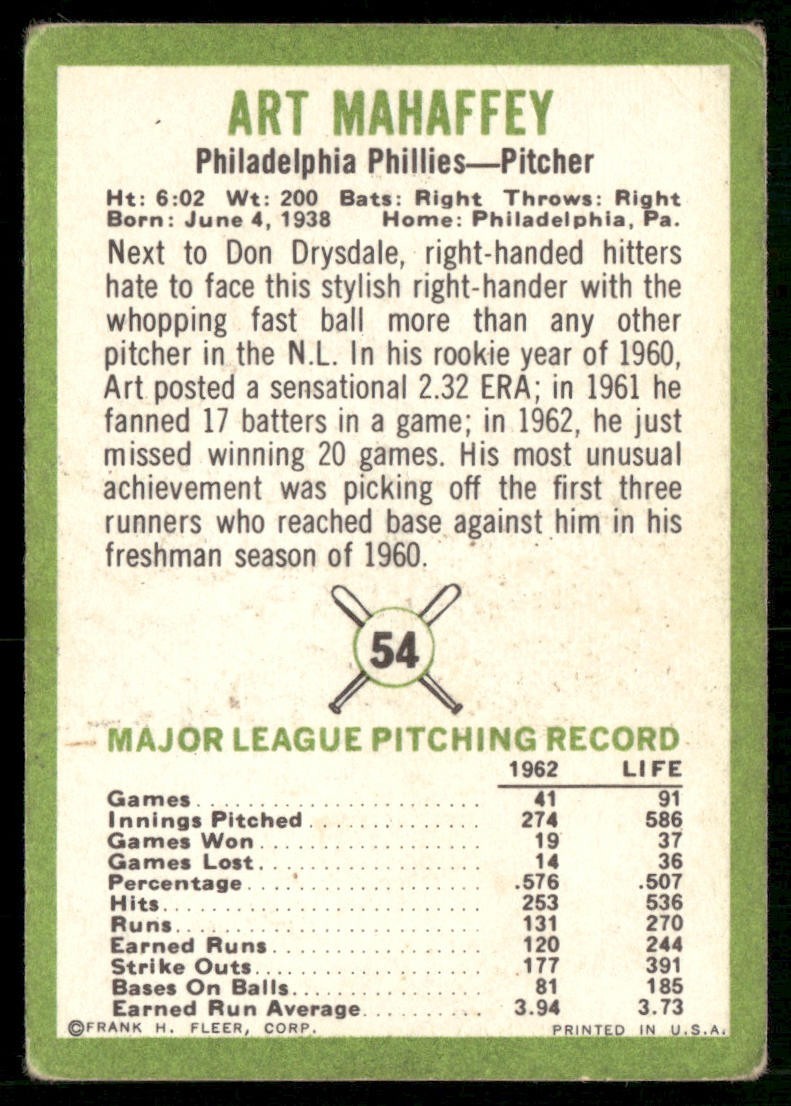 ART MAHAFFEY
Philadelphia Phillies—Pitcher
Ht: 6:02 Wt: 200 Bats: Right Throws: Right
Born: June 4, 1938 Home: Philadelphia, Pa.
Next to Don Drysdale, right-handed hitters
hate to face this stylish right-hander with the
whopping fast ball more than any other
pitcher in the N.L. In his rookie year of 1960,
Art posted a sensational 2.32 ERA; in 1961 he
fanned 17 batters in a game; in 1962, he just
missed winning 20 games. His most unusual
achievement was picking off the first three
runners who reached base against him in his
freshman season of 1960.
54
MAJOR LEAGUE PITCHING RECORD
1962 LIFE
Games 41 91
Innings Pitched 274 586
Games Won 19 37
Games Lost 14 36
Percentage .576 .507
Hits 253 536
Runs 131 270
Earned Runs 120 244
Strike Outs 177 391
Bases On Balls 81 185
Earned Run Average 3.94 3.73
©FRANK H. FLEER, CORP. PRINTED IN U.S.A.